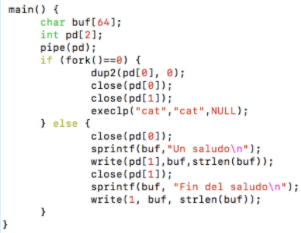 main() {
char buf[64];
int pd[2];
pipe(pd);
if (fork()==0) {
dup2(pd[0], 0);
close(pd[0]);
close(pd[1]);
execlp("cat","cat",NULL);
} else {
close(pd[0]);
sprintf(buf,"Un saludo\n");
write(pd[1],buf,strlen(buf));
close(pd[1]);
sprintf(buf, "Fin del saludo\n");
write(1, buf, strlen(buf));
}
}